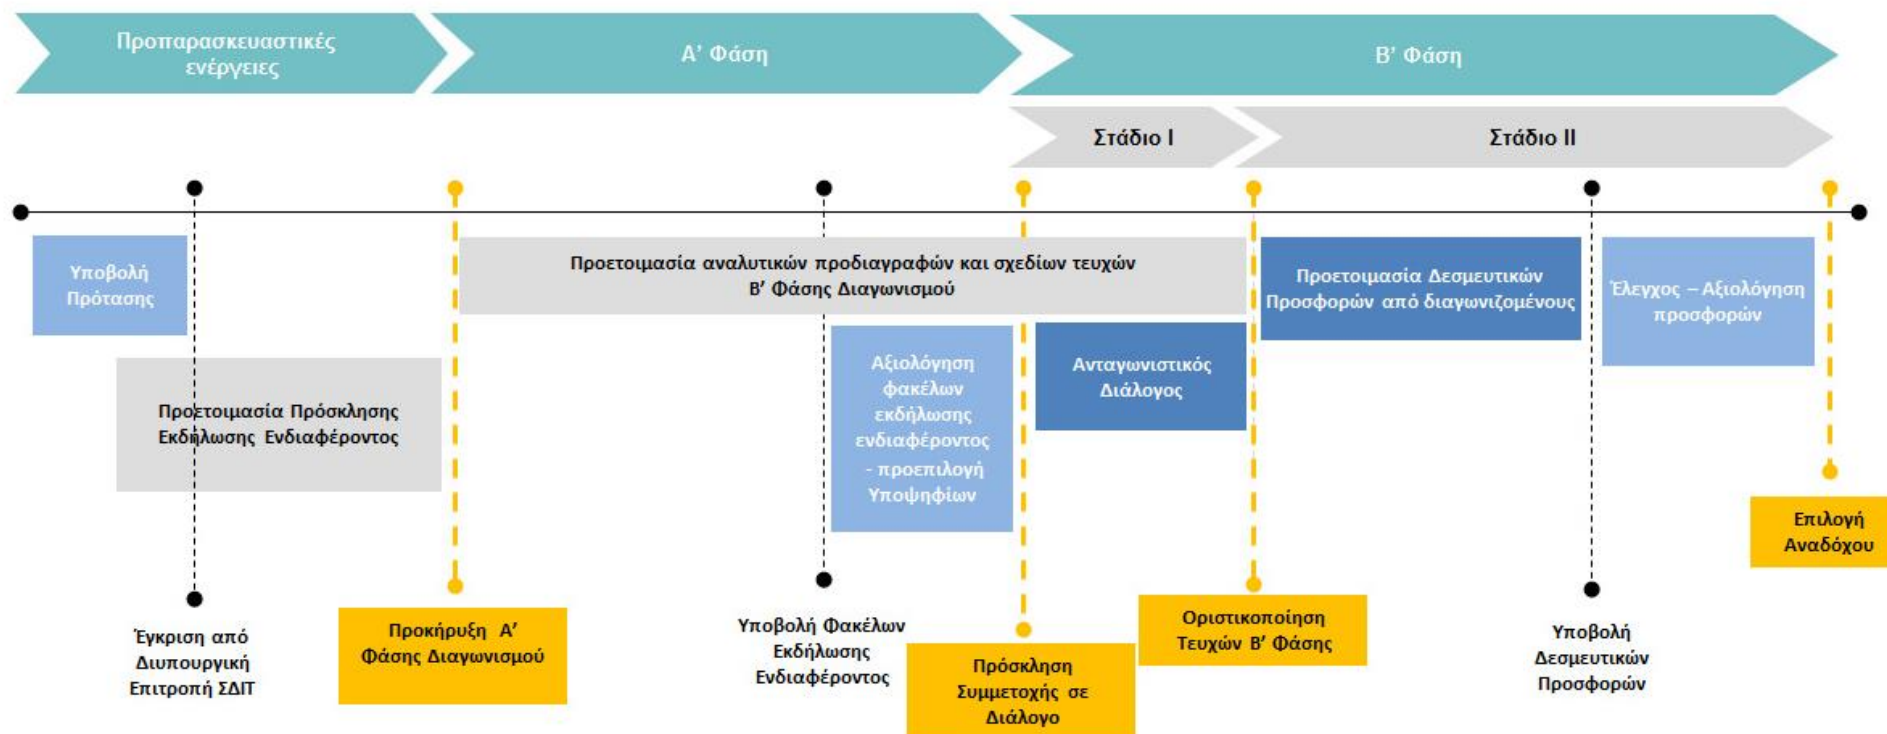 Προπαρασκευαστικές
ενέργειες
Α’ Φάση
Β’ Φάση
Στάδιο Ι
Στάδιο ΙΙ
Υποβολή
Πρότασης
Προετοιμασία αναλυτικών προδιαγραφών και σχεδίων τευχών
Β’ Φάσης Διαγωνισμού
Προετοιμασία Δεσμευτικών
Προσφορών από διαγωνιζομένους
Έλεγχος – Αξιολόγηση
προσφορών
Προετοιμασία Πρόσκλησης
Εκδήλωσης Ενδιαφέροντος
Αξιολόγηση
φακέλων
εκδήλωσης
ενδιαφέροντος
- προεπιλογή
Υποψηφίων
Ανταγωνιστικός
Διάλογος
Επιλογή
Αναδόχου
Έγκριση από
Διυπουργική
Επιτροπή ΣΔΙΤ
Προκήρυξη Α’
Φάσης Διαγωνισμού
Υποβολή Φακέλων
Εκδήλωσης
Ενδιαφέροντος
Πρόσκληση
Συμμετοχής σε
Διάλογο
Οριστικοποίηση
Τευχών Β’ Φάσης
Υποβολή
Δεσμευτικών
Προσφορών